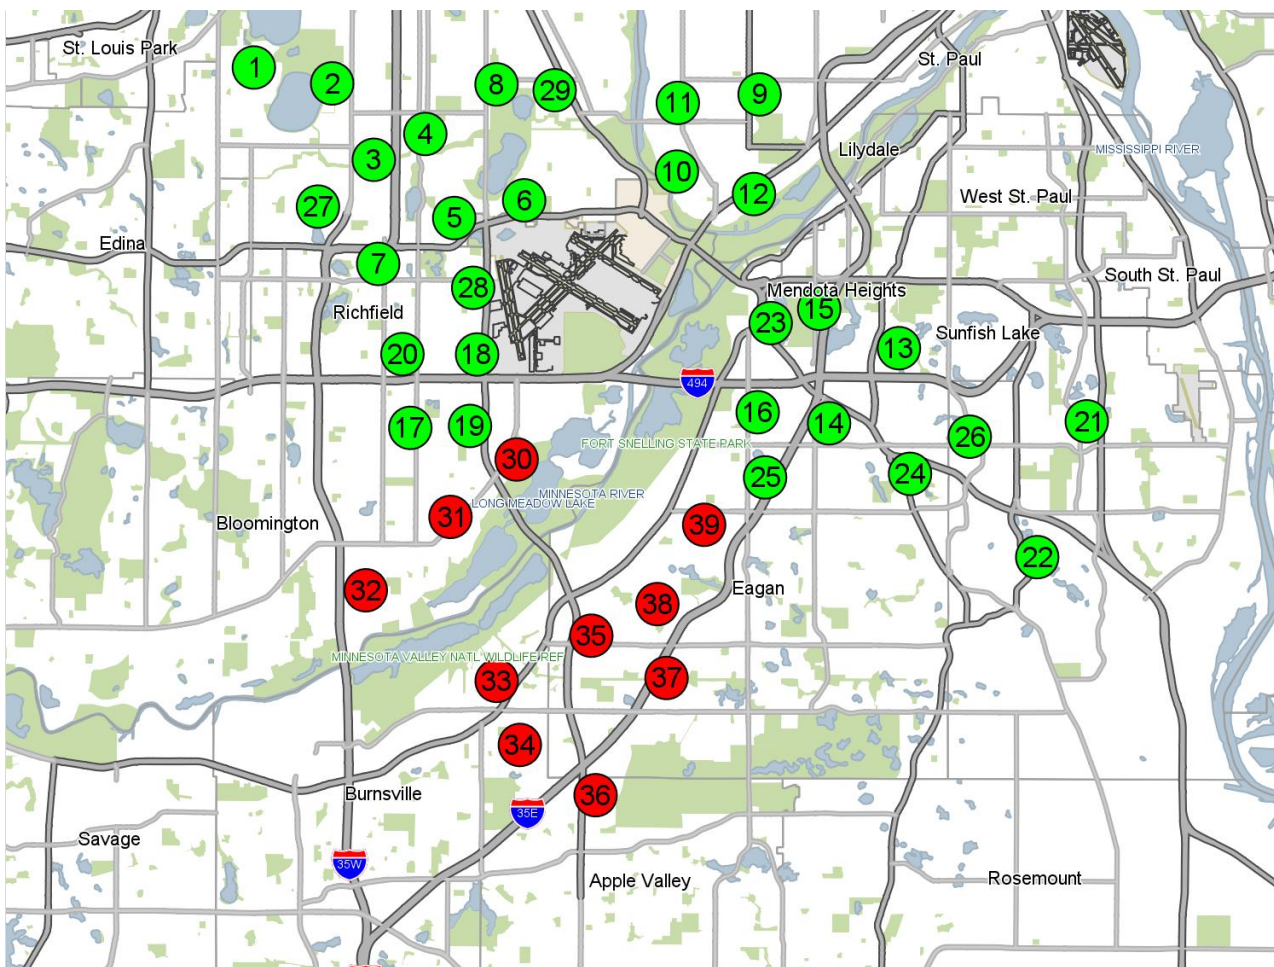 St. Louis Park
1
2
8
29
11
9
St. Paul
4
3
10
Lilydale
MISSISSIPPI RIVER
27
5
6
12
West St. Paul
Edina
7
28
Richfield
Mendota Heights
South St. Paul
23
15
13
Sunfish Lake
20
18
494
17
19
16
14
26
21
FORT SNELLING STATE PARK
30
25
24
MINNESOTA RIVER
LONG MEADOW LAKE
Bloomington
31
39
22
32
38
Eagan
35
MINNESOTA VALLEY NATL WILDLIFE REF
33
37
34
Burnsville
36
35E
Savage
35W
Apple Valley
Rosemount